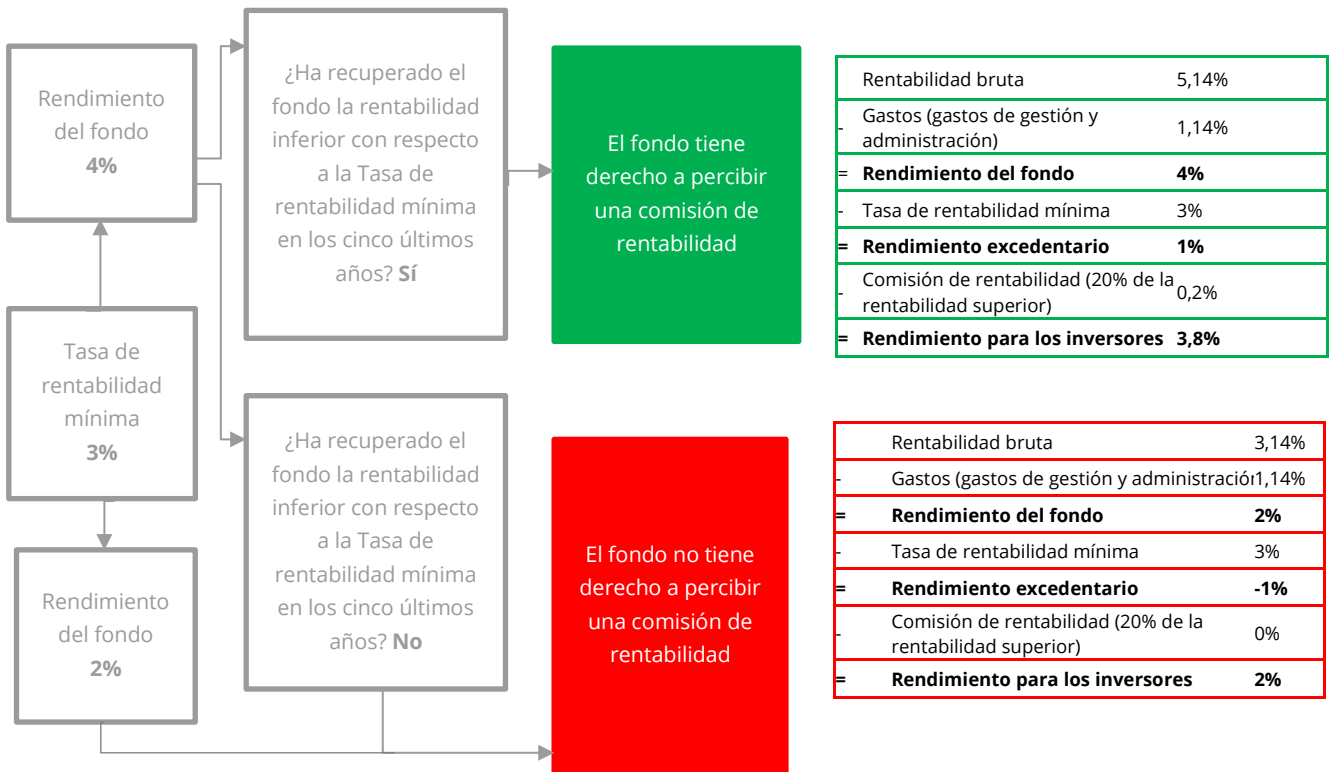 Rendimiento
del fondo
4%
Tasa de
rentabilidad
mínima
3%
Rendimiento
del fondo
2%
¿Ha recuperado el
fondo la rentabilidad
inferior con respecto
a la Tasa de
rentabilidad mínima
en los cinco últimos
años? Sí
¿Ha recuperado el
fondo la rentabilidad
inferior con respecto
a la Tasa de
rentabilidad mínima
en los cinco últimos
años? No
El fondo tiene
derecho a percibir
una comisión de
rentabilidad
El fondo no tiene
derecho a percibir
una comisión de
rentabilidad
Rentabilidad bruta 5,14%
- Gastos (gastos de gestión y
administración) 1,14%
= Rendimiento del fondo 4%
- Tasa de rentabilidad mínima 3%
= Rendimiento excedentario 1%
- Comisión de rentabilidad (20% de la
rentabilidad superior) 0,2%
= Rendimiento para los inversores 3,8%
Rentabilidad bruta 3,14%
- Gastos (gastos de gestión y administración 1,14%
= Rendimiento del fondo 2%
- Tasa de rentabilidad mínima 3%
= Rendimiento excedentario -1%
- Comisión de rentabilidad (20% de la
rentabilidad superior) 0%
= Rendimiento para los inversores 2%